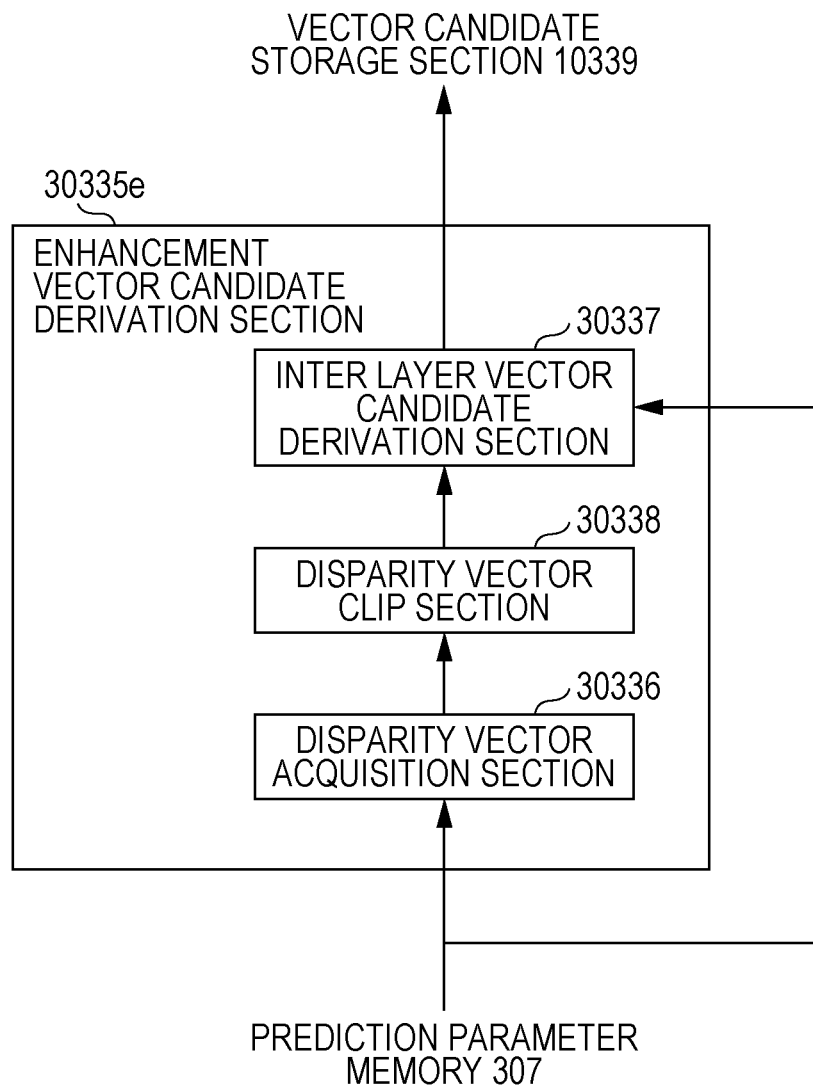 VECTOR CANDIDATE
STORAGE SECTION 10339
30335e
ENHANCEMENT
VECTOR CANDIDATE
DERIVATION SECTION
30337
INTER LAYER VECTOR
CANDIDATE
DERIVATION SECTION
30338
DISPARITY VECTOR
CLIP SECTION
30336
DISPARITY VECTOR
ACQUISITION SECTION
PREDICTION PARAMETER
MEMORY 307